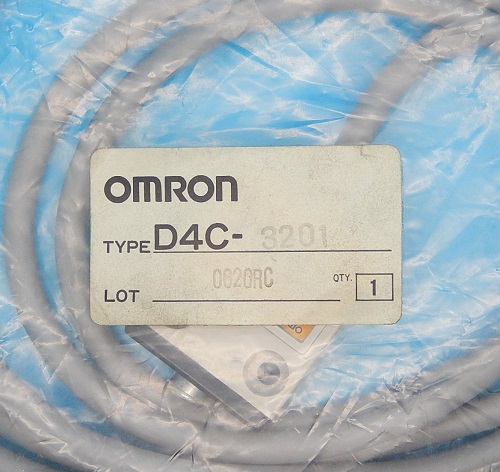 OMRON
TYPE D4C-3201
LOT 0620RC QTY. 1